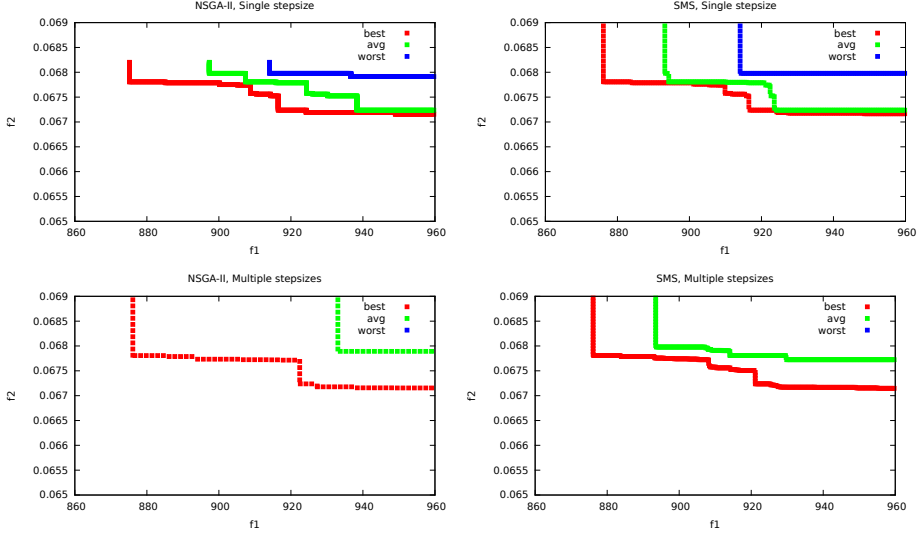 NSGA-II, Single stepsize
0.069
0.0685
0.068
0.0675
0.067
0.0665
0.066
0.0655
0.065
f2
best
avg
worst
860
880
900
920
940
960
f1
SMS, Single stepsize
0.069
0.0685
0.068
0.0675
0.067
0.0665
0.066
0.0655
0.065
f2
best
avg
worst
860
880
900
920
940
960
f1
NSGA-II, Multiple stepsizes
0.069
0.0685
0.068
0.0675
0.067
0.0665
0.066
0.0655
0.065
f2
best
avg
worst
860
880
900
920
940
960
f1
SMS, Multiple stepsizes
0.069
0.0685
0.068
0.0675
0.067
0.0665
0.066
0.0655
0.065
f2
best
avg
worst
860
880
900
920
940
960
f1